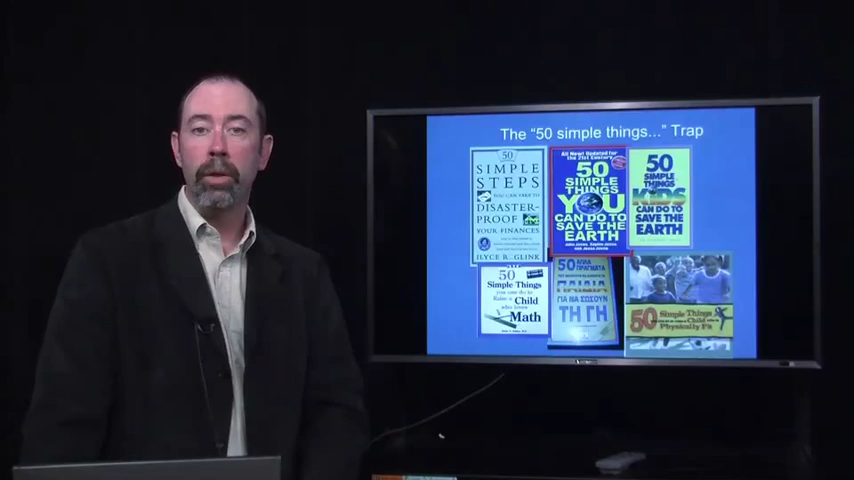 The "50 simple things..." Trap
50
SIMPLE
STEPS
YOU CAN TAKE TO
DISASTER-
PROOF
YOUR FINANCES
ILYCE R. GLINK
All New! Updated for
the 21st Century
50
SIMPLE
THINGS
YOU
CAN DO TO
SAVE THE
EARTH
50
SIMPLE
THINGS
KIDS
CAN DO TO
SAVE THE
EARTH
50
Simple Things
you can do to
Raise a
Child
who loves
Math
50 ΑΠΛΑ
ΠΡΑΓΜΑΤΑ
ΠΑΙΔΙΑ
ΓΙΑ ΝΑ ΣΩΣΟΥΝ
ΤΗ ΓΗ
50 Simple Things
Child
Physically Fit